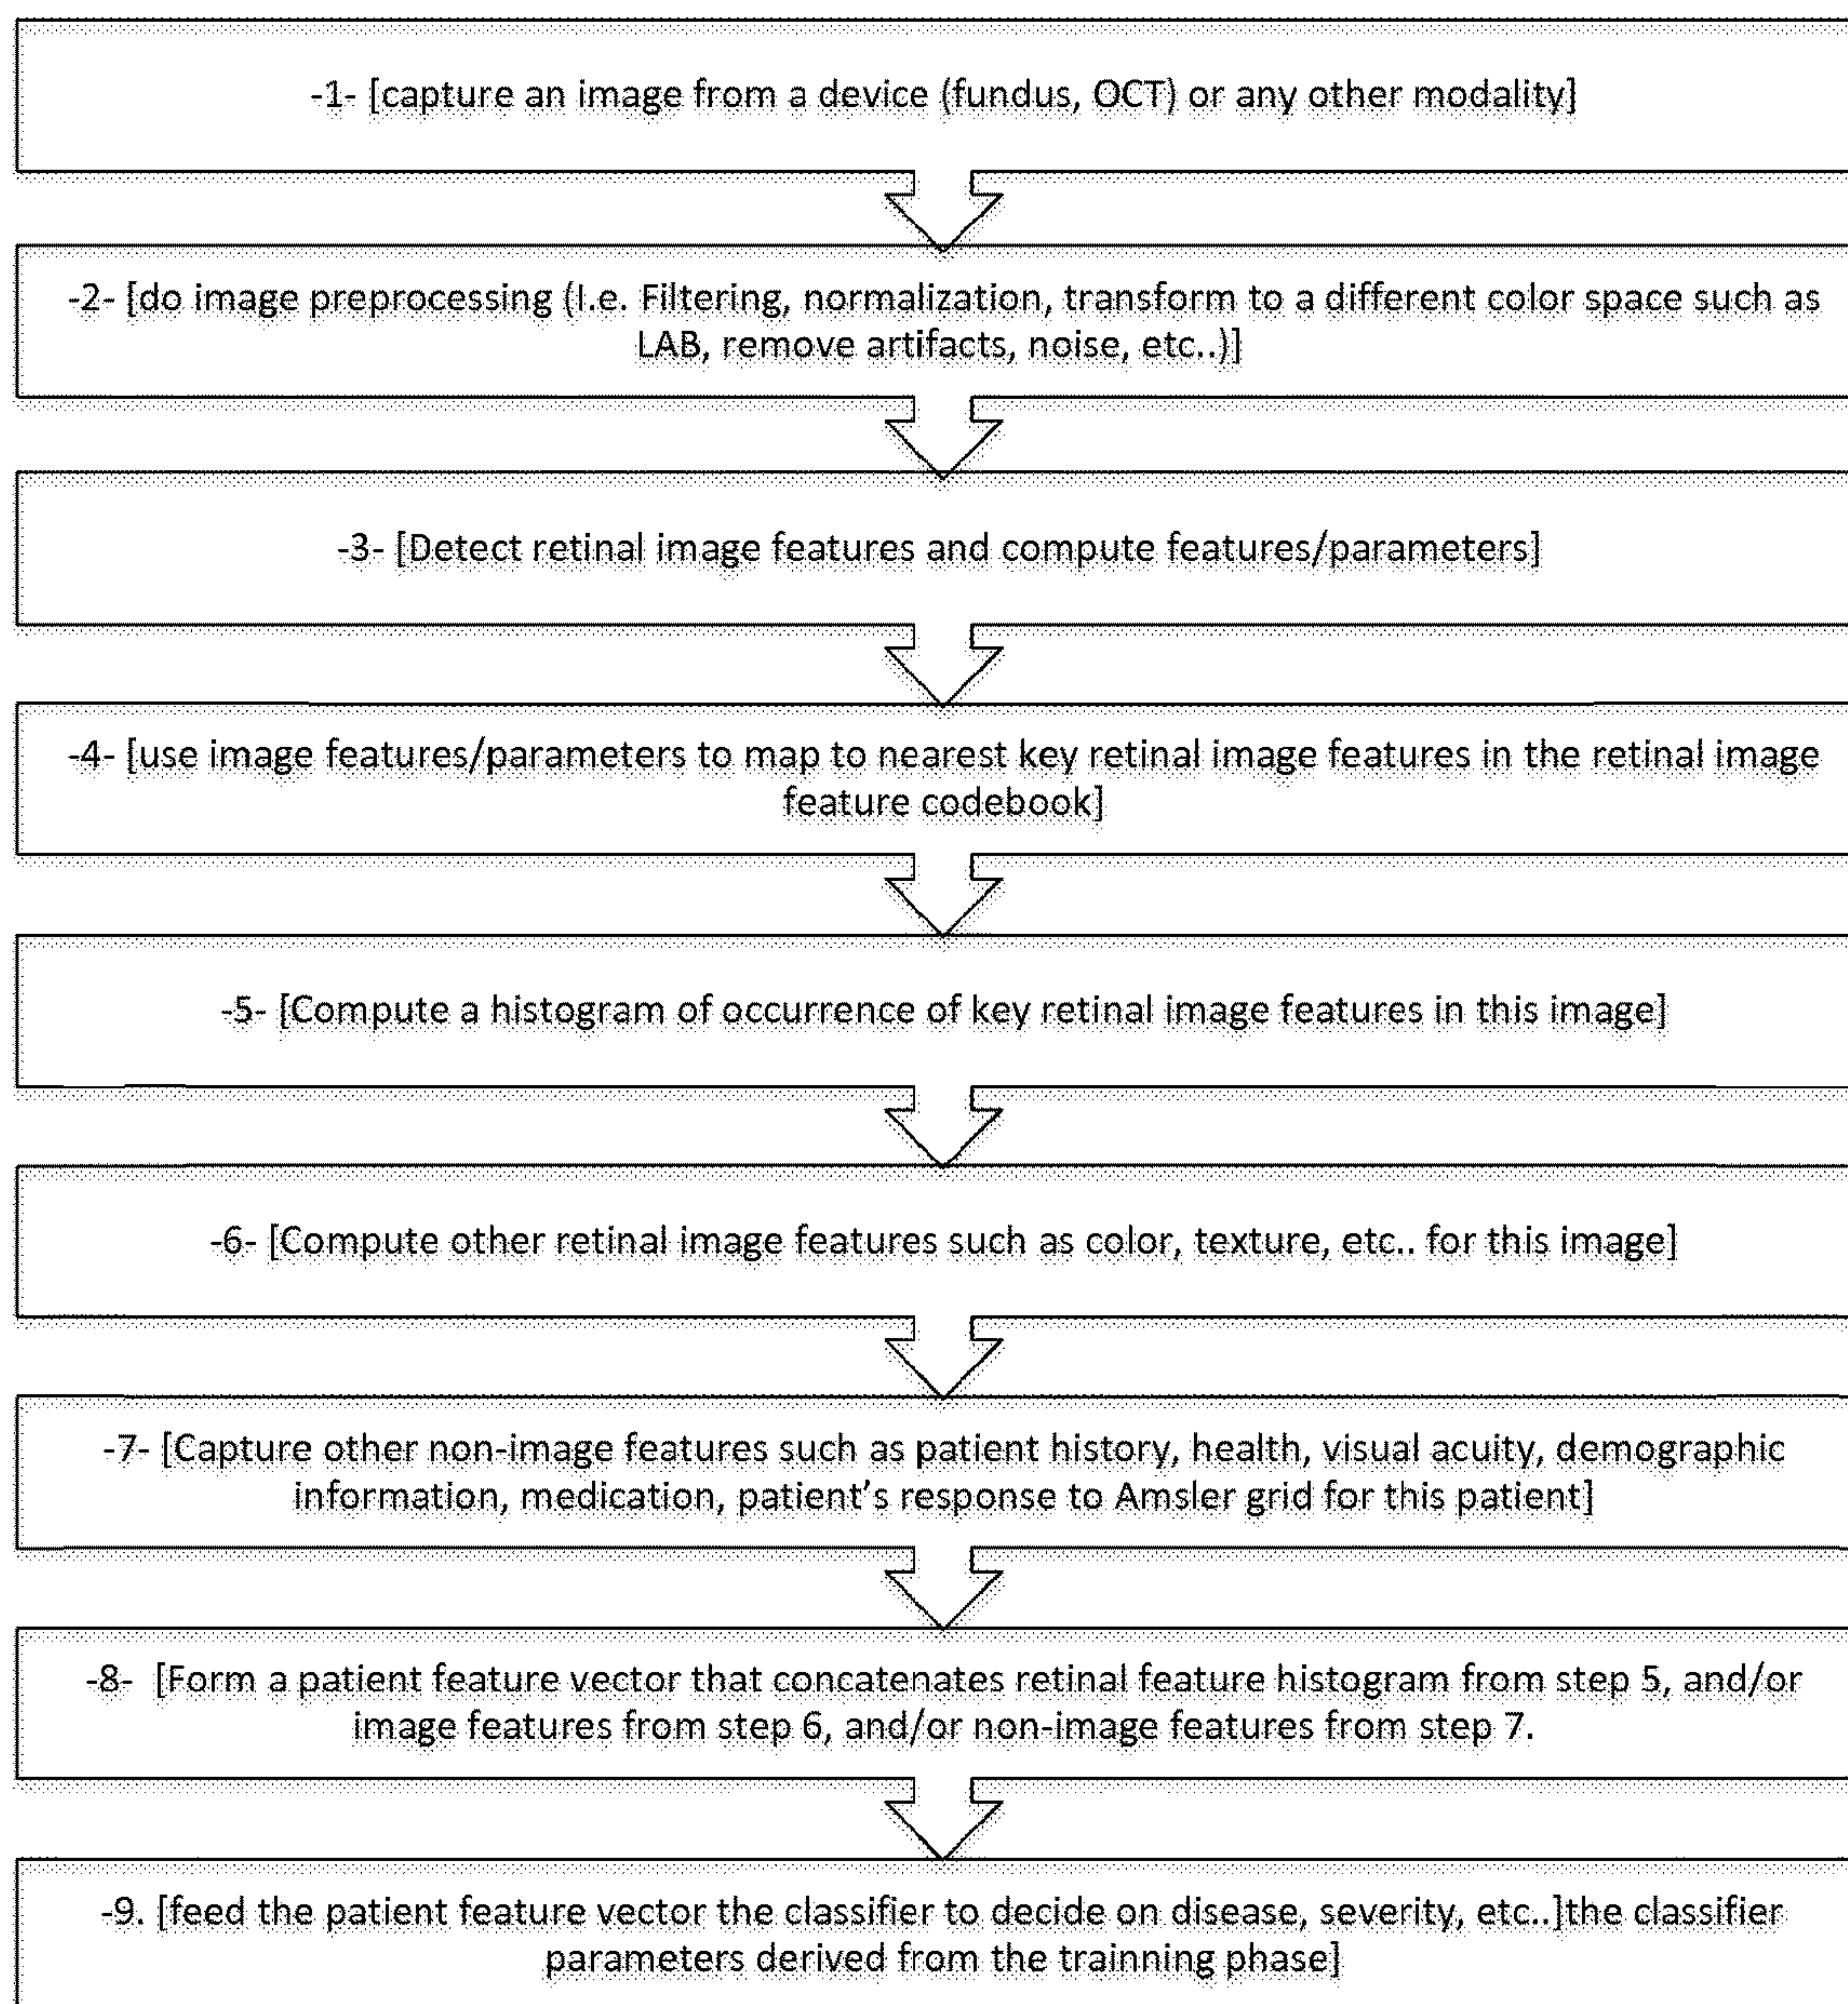 -1- [capture an image from a device (fundus, OCT) or any other modality]
-2- [do image preprocessing (I.e. Filtering, normalization, transform to a different color space such as
LAB, remove artifacts, noise, etc..)]
-3- [Detect retinal image features and compute features/parameters]
-4- [use image features/parameters to map to nearest key retinal image features in the retinal image
feature codebook]
-5- [Compute a histogram of occurrence of key retinal image features in this image]
-6- [Compute other retinal image features such as color, texture, etc.. for this image]
-7- [Capture other non-image features such as patient history, health, visual acuity, demographic
information, medication, patient's response to Amsler grid for this patient]
-8- [Form a patient feature vector that concatenates retinal feature histogram from step 5, and/or
image features from step 6, and/or non-image features from step 7.
-9. [feed the patient feature vector the classifier to decide on disease, severity, etc..]the classifier
parameters derived from the trainning phase]